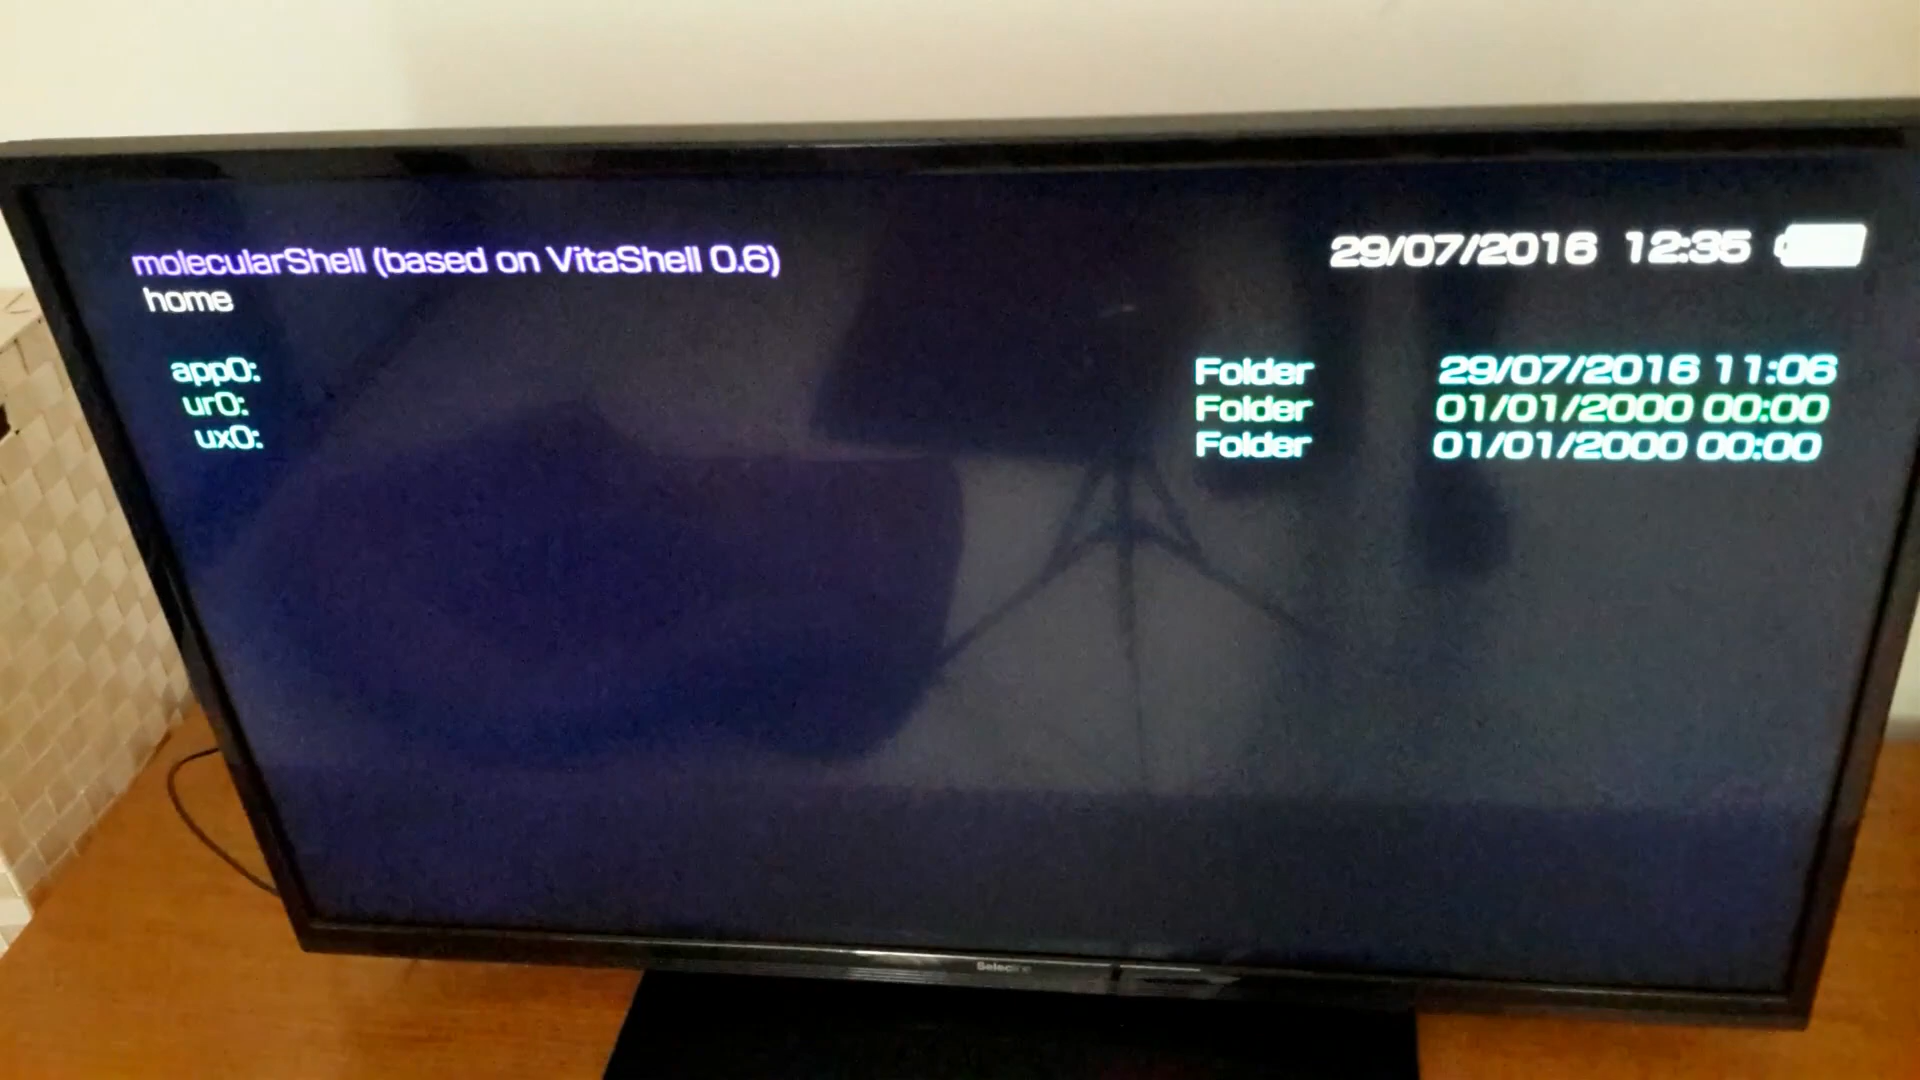 molecularShell (based on VitaShell 0.6) 29/07/2016 12:35
home
app0: Folder 29/07/2016 11:06
ur0: Folder 01/01/2000 00:00
ux0: Folder 01/01/2000 00:00
Selecline